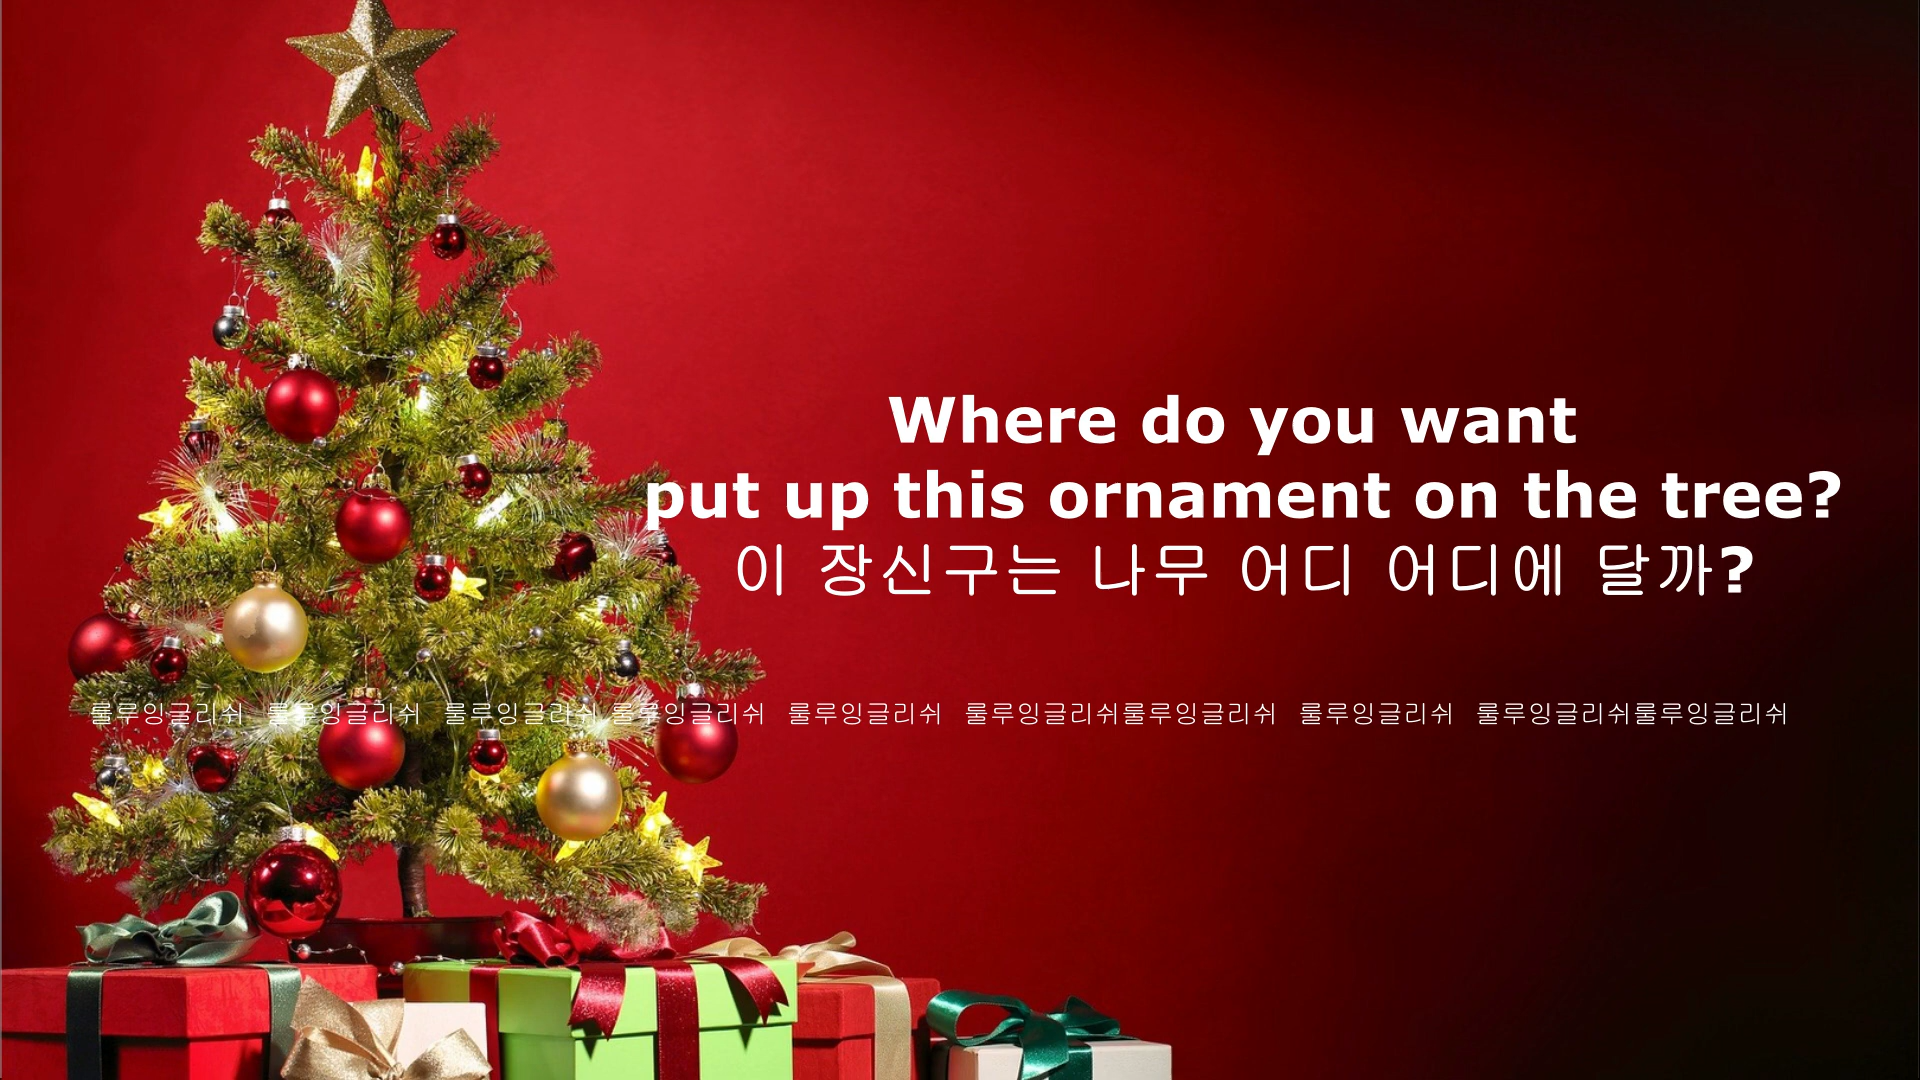 Where do you want
put up this ornament on the tree?
이 장신구는 나무 어디 어디에 달까?
룰루잉글리쉬 룰루잉글리쉬 룰루잉글리쉬 룰루잉글리쉬 룰루잉글리쉬 룰루잉글리쉬룰루잉글리쉬 룰루잉글리쉬 룰루잉글리쉬룰루잉글리쉬